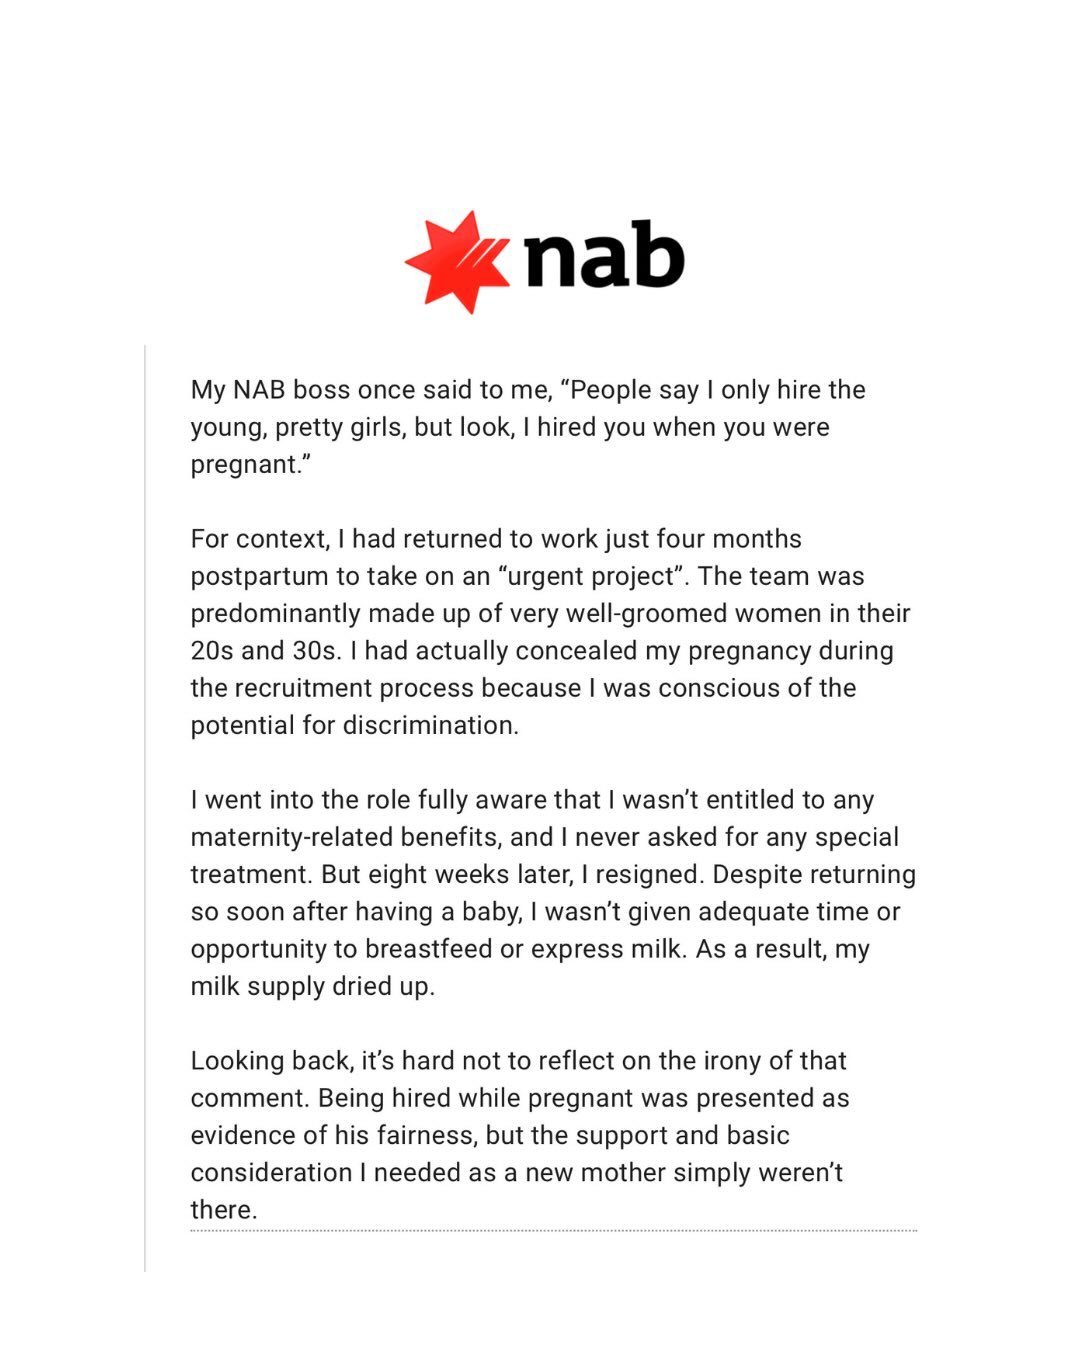 nab
My NAB boss once said to me, “People say I only hire the
young, pretty girls, but look, I hired you when you were
pregnant.”
For context, I had returned to work just four months
postpartum to take on an “urgent project”. The team was
predominantly made up of very well-groomed women in their
20s and 30s. I had actually concealed my pregnancy during
the recruitment process because I was conscious of the
potential for discrimination.
I went into the role fully aware that I wasn’t entitled to any
maternity-related benefits, and I never asked for any special
treatment. But eight weeks later, I resigned. Despite returning
so soon after having a baby, I wasn’t given adequate time or
opportunity to breastfeed or express milk. As a result, my
milk supply dried up.
Looking back, it’s hard not to reflect on the irony of that
comment. Being hired while pregnant was presented as
evidence of his fairness, but the support and basic
consideration I needed as a new mother simply weren’t
there.